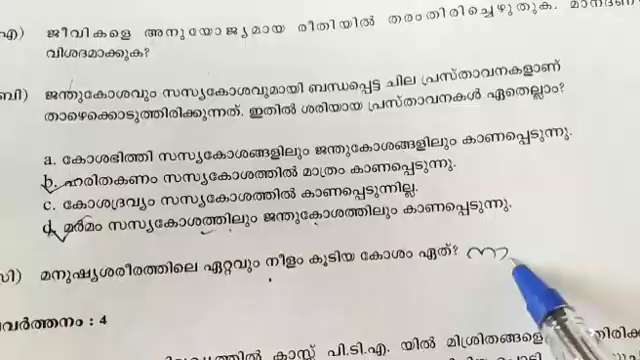 എ) ജീവികളെ അനുയോജ്യമായ രീതിയിൽ തരംതിരിച്ചെഴുതുക.
വിശദമാക്കുക?
ബി) ജന്തുകോശവും സസ്യകോശവുമായി ബന്ധപ്പെട്ട ചില പ്രസ്താവനകളാണ്
താഴെക്കൊടുത്തിരിക്കുന്നത്. ഇതിൽ ശരിയായ പ്രസ്താവനകൾ ഏതെല്ലാം?
a. കോശഭിത്തി സസ്യകോശങ്ങളിലും ജന്തുകോശങ്ങളിലും കാണപ്പെടുന്നു.
b. ഹരിതകണം സസ്യകോശത്തിൽ മാത്രം കാണപ്പെടുന്നു.
c. കോശദ്രവ്യം സസ്യകോശത്തിൽ കാണപ്പെടുന്നില്ല.
d. മർമം സസ്യകോശത്തിലും ജന്തുകോശത്തിലും കാണപ്പെടുന്നു.
സി) മനുഷ്യശരീരത്തിലെ ഏറ്റവും നീളം കൂടിയ കോശം ഏത്?
വർത്തനം : 4
കാസ്സ് പി.ടി.എ. യിൽ മിശ്രിതങ്ങളെ